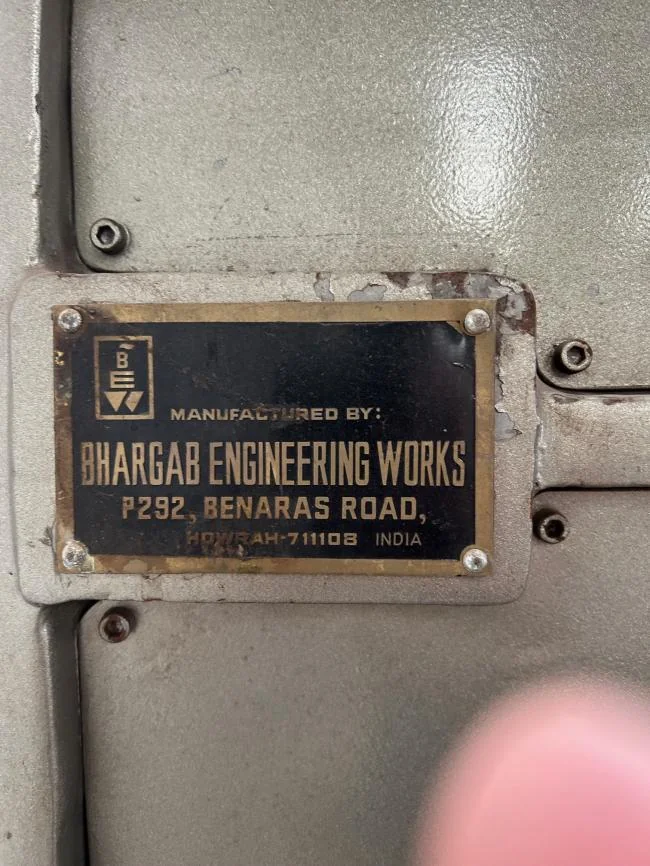 B
E
W
MANUFACTURED BY:
BHARGAB ENGINEERING WORKS
P292, BENARAS ROAD,
HOWRAH-711108 INDIA